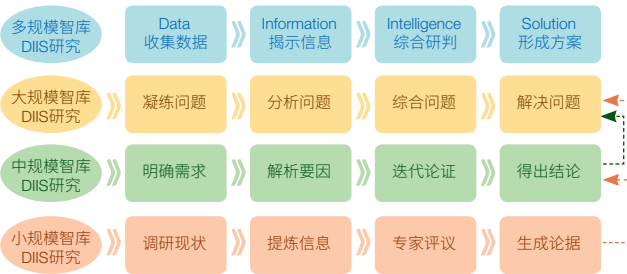 多规模智库
DIIS研究
Data
收集数据
Information
揭示信息
Intelligence
综合研判
Solution
形成方案
大规模智库
DIIS研究
凝练问题
分析问题
综合问题
解决问题
中规模智库
DIIS研究
明确需求
解析要因
迭代论证
得出结论
小规模智库
DIIS研究
调研现状
提炼信息
专家评议
生成论据